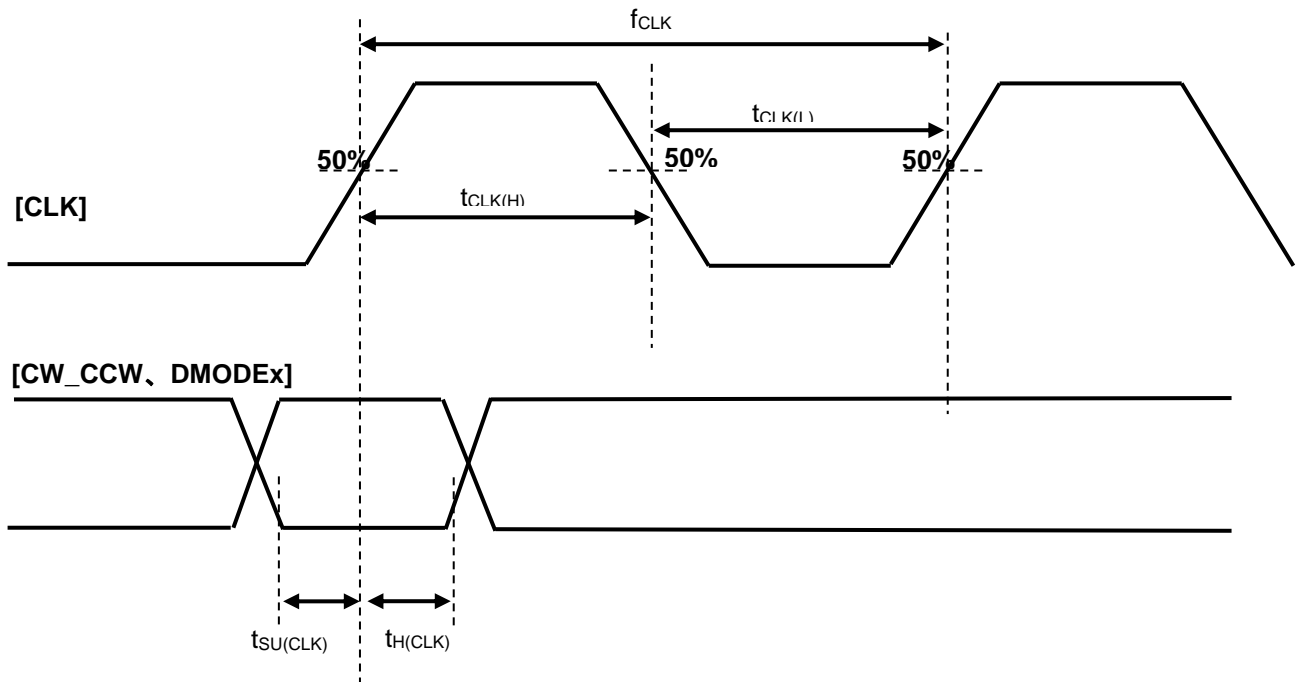 fCLK
tCLK(L)
50%
50%
50%
tCLK(H)
[CLK]
[CW_CCW、DMODEx]
tSU(CLK)
tH(CLK)